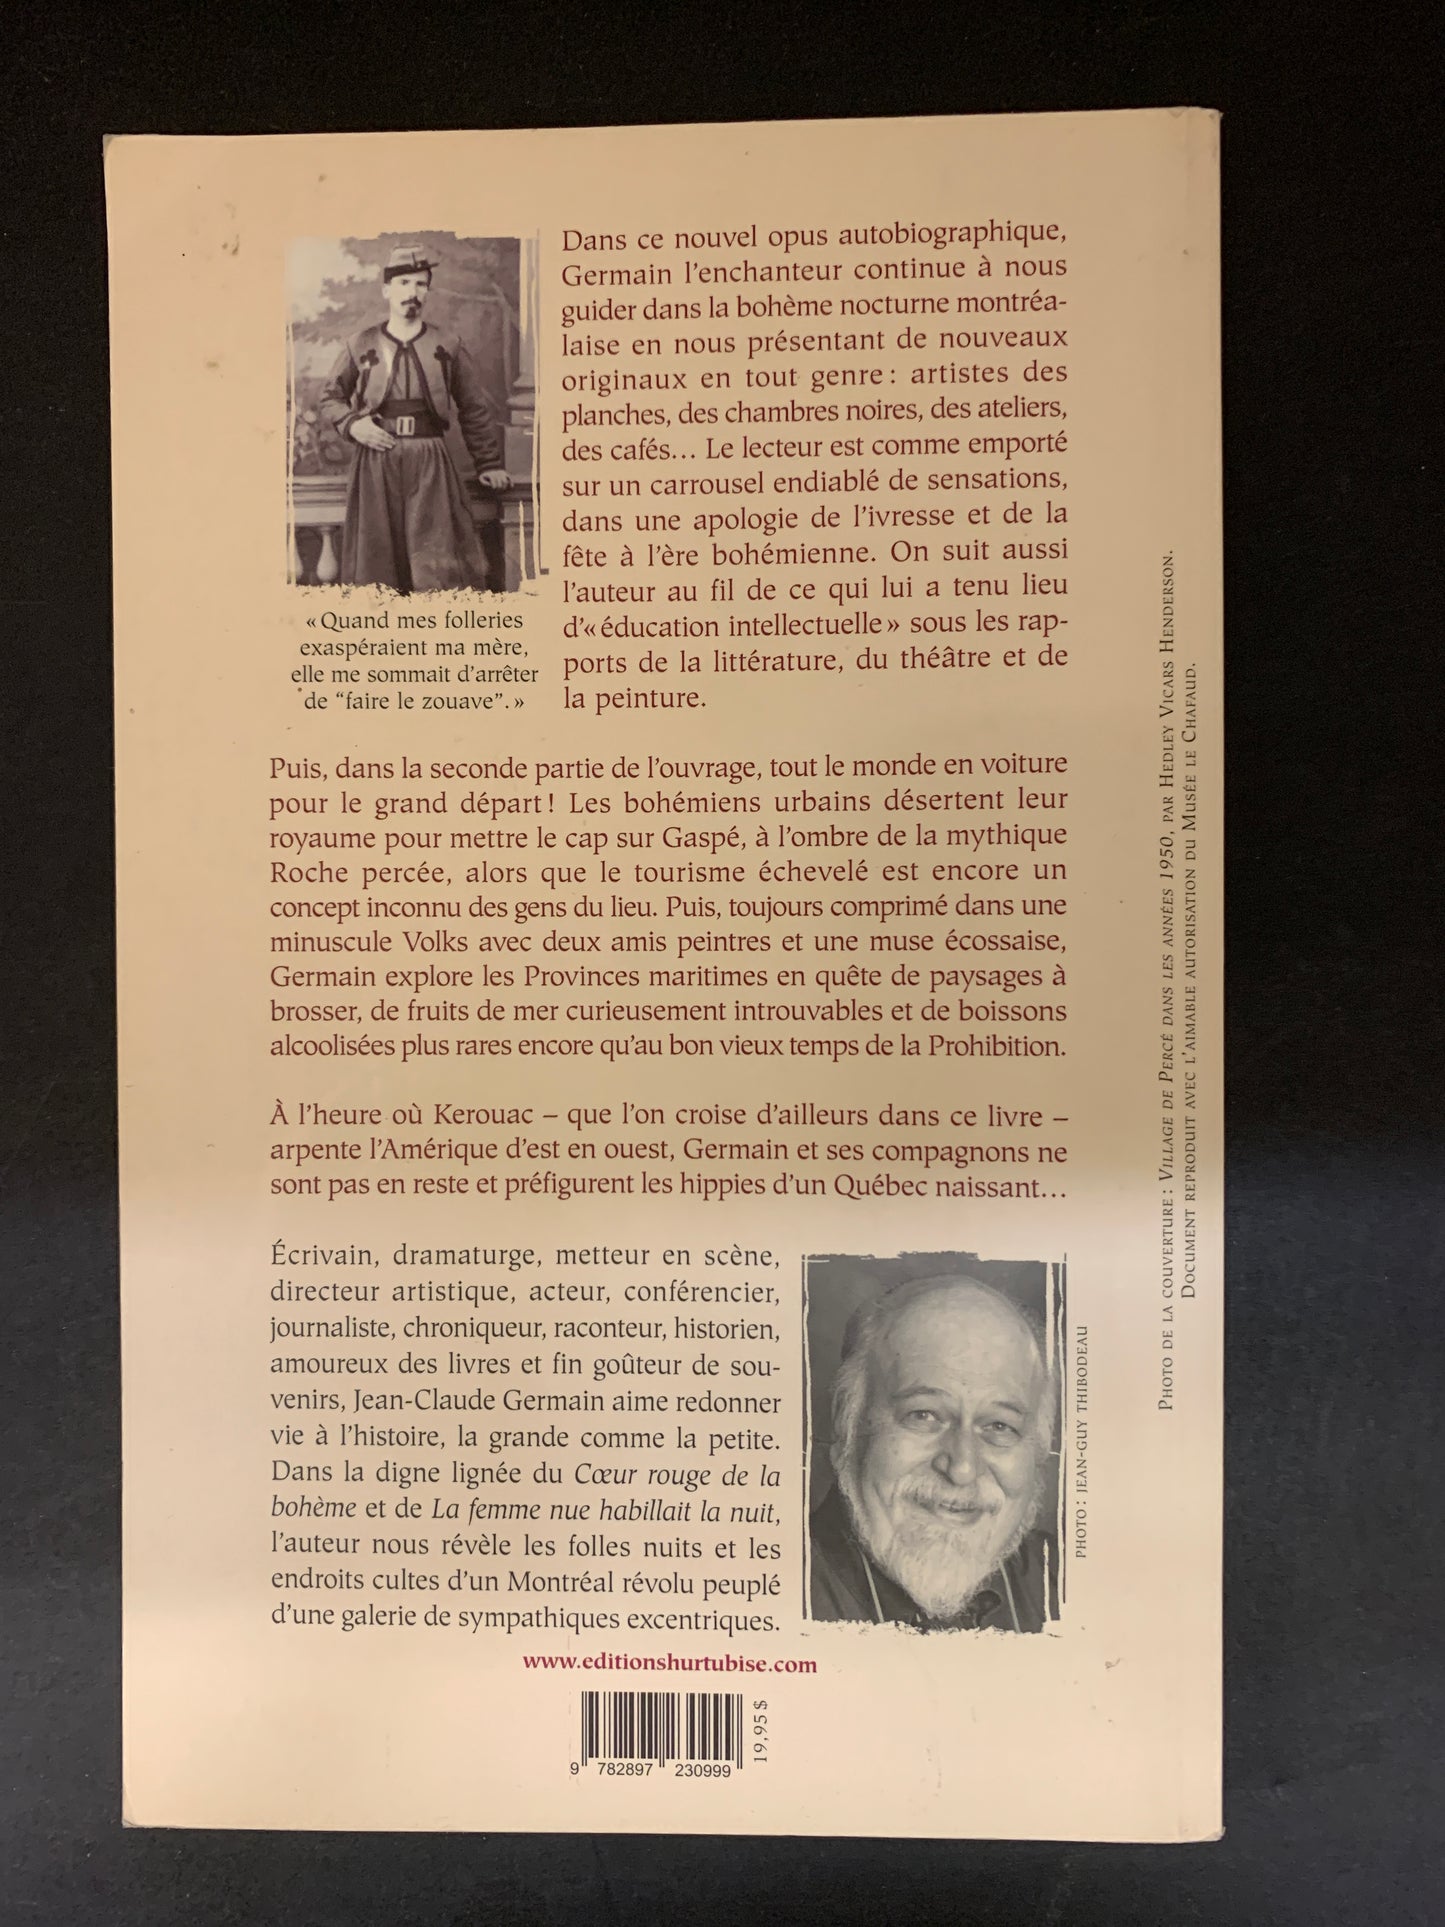 Dans ce nouvel opus autobiographique,
Germain l'enchanteur continue à nous
guider dans la bohème nocturne montréa-
laise en nous présentant de nouveaux
originaux en tout genre : artistes des
planches, des chambres noires, des ateliers,
des cafés… Le lecteur est comme emporté
sur un carrousel endiablé de sensations,
dans une apologie de l'ivresse et de la
fête à l'ère bohémienne. On suit aussi
l'auteur au fil de ce qui lui a tenu lieu
d'« éducation intellectuelle » sous les rap-
ports de la littérature, du théâtre et de
la peinture.
« Quand mes folleries
exaspéraient ma mère,
elle me sommait d'arrêter
de “faire le zouave”. »
Puis, dans la seconde partie de l'ouvrage, tout le monde en voiture
pour le grand départ ! Les bohémiens urbains désertent leur
royaume pour mettre le cap sur Gaspé, à l'ombre de la mythique
Roche percée, alors que le tourisme échevelé est encore un
concept inconnu des gens du lieu. Puis, toujours comprimé dans une
minuscule Volks avec deux amis peintres et une muse écossaise,
Germain explore les Provinces maritimes en quête de paysages à
brosser, de fruits de mer curieusement introuvables et de boissons
alcoolisées plus rares encore qu'au bon vieux temps de la Prohibition.
À l'heure où Kerouac – que l'on croise d'ailleurs dans ce livre –
arpente l'Amérique d'est en ouest, Germain et ses compagnons ne
sont pas en reste et préfigurent les hippies d'un Québec naissant…
Écrivain, dramaturge, metteur en scène,
directeur artistique, acteur, conférencier,
journaliste, chroniqueur, raconteur, historien,
amoureux des livres et fin goûteur de sou-
venirs, Jean-Claude Germain aime redonner
vie à l'histoire, la grande comme la petite.
Dans la digne lignée du Cœur rouge de la
bohème et de La femme nue habillait la nuit,
l'auteur nous révèle les folles nuits et les
endroits cultes d'un Montréal révolu peuplé
d'une galerie de sympathiques excentriques.
PHOTO : JEAN-GUY THIBODEAU
www.editionshurtubise.com
9 782897 230999
19,95 $
PHOTO DE LA COUVERTURE : VILLAGE DE PERCÉ DANS LES ANNÉES 1950, PAR HEDLEY VICARS HENDERSON.
DOCUMENT REPRODUIT AVEC L'AIMABLE AUTORISATION DU MUSÉE LE CHAFAUD.